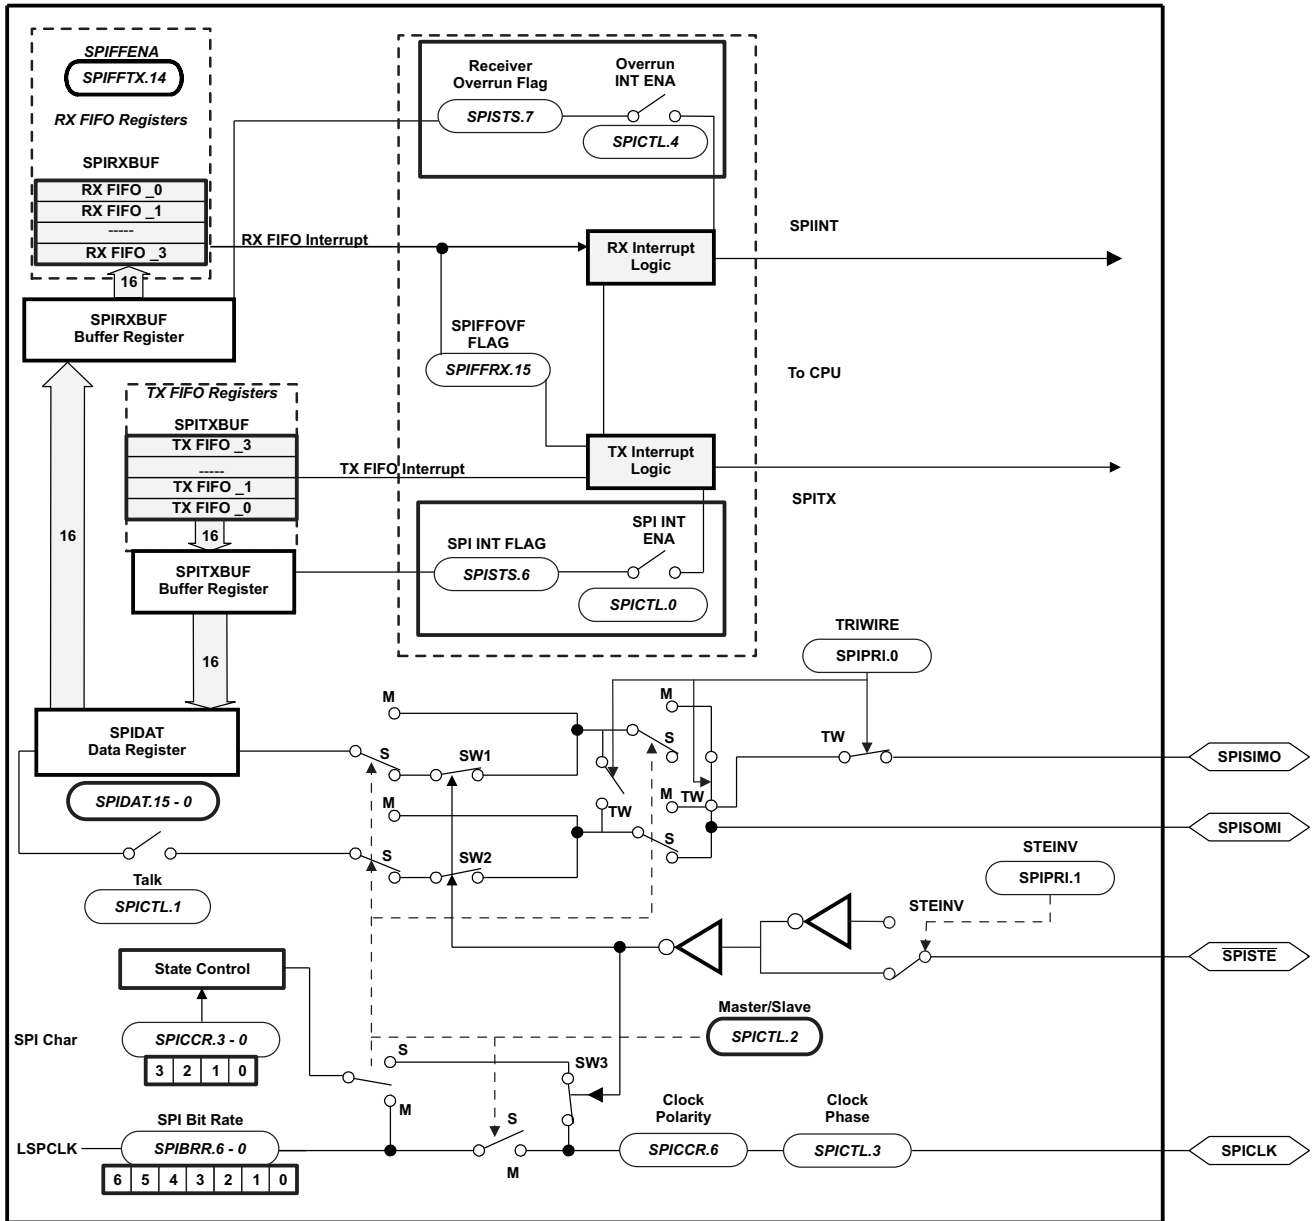 SPIFFENA
SPIFFTX.14
RX FIFO Registers
SPIRXBUF
RX FIFO _0
RX FIFO _1
-----
RX FIFO _3
16
SPIRXBUF
Buffer Register
Receiver
Overrun Flag
SPISTS.7
Overrun
INT ENA
SPICTL.4
RX FIFO Interrupt
RX Interrupt
Logic
SPIINT
SPIFFOVF
FLAG
SPIFFRX.15
To CPU
TX FIFO Registers
SPITXBUF
TX FIFO _3
-----
TX FIFO _1
TX FIFO _0
16
16
TX FIFO Interrupt
TX Interrupt
Logic
SPITX
SPITXBUF
Buffer Register
16
SPI INT FLAG
SPISTS.6
SPI INT
ENA
SPICTL.0
TRIWIRE
SPIPRI.0
SPIDAT
Data Register
SPIDAT.15 - 0
M
S
SW1
M
S
TW
M
TW
S
TW
SPISIMO
SPISOMI
M
S
SW2
Talk
SPICTL.1
STEINV
SPIPRI.1
STEINV
SPISTE
State Control
SPI Char
SPICCR.3 - 0
3 2 1 0
Master/Slave
SPICTL.2
S
M
SW3
LSPCLK
SPI Bit Rate
SPIBRR.6 - 0
6 5 4 3 2 1 0
S
M
Clock
Polarity
SPICCR.6
Clock
Phase
SPICTL.3
SPICLK